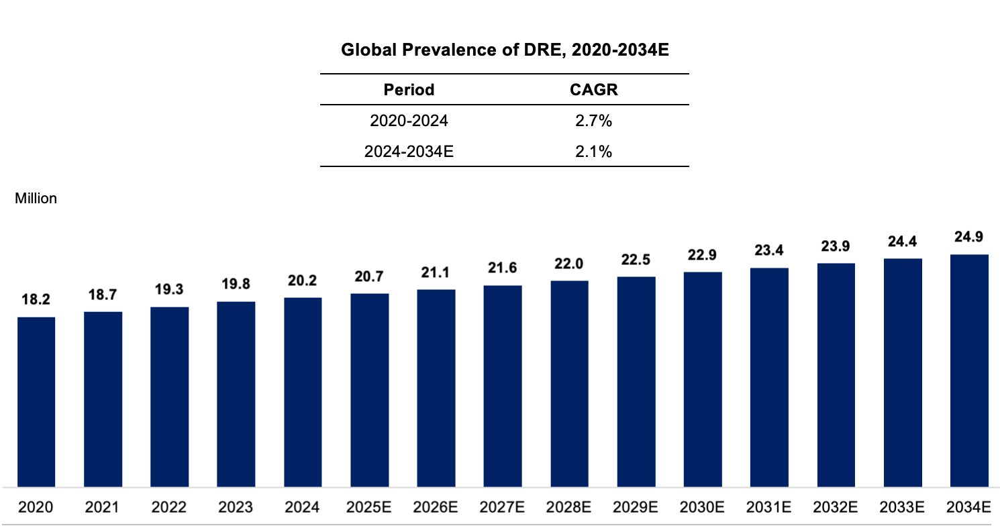 Global Prevalence of DRE, 2020-2034E
Period CAGR
2020-2024 2.7%
2024-2034E 2.1%
Million
18.2 18.7 19.3 19.8 20.2 20.7 21.1 21.6 22.0 22.5 22.9 23.4 23.9 24.4 24.9
2020 2021 2022 2023 2024 2025E 2026E 2027E 2028E 2029E 2030E 2031E 2032E 2033E 2034E